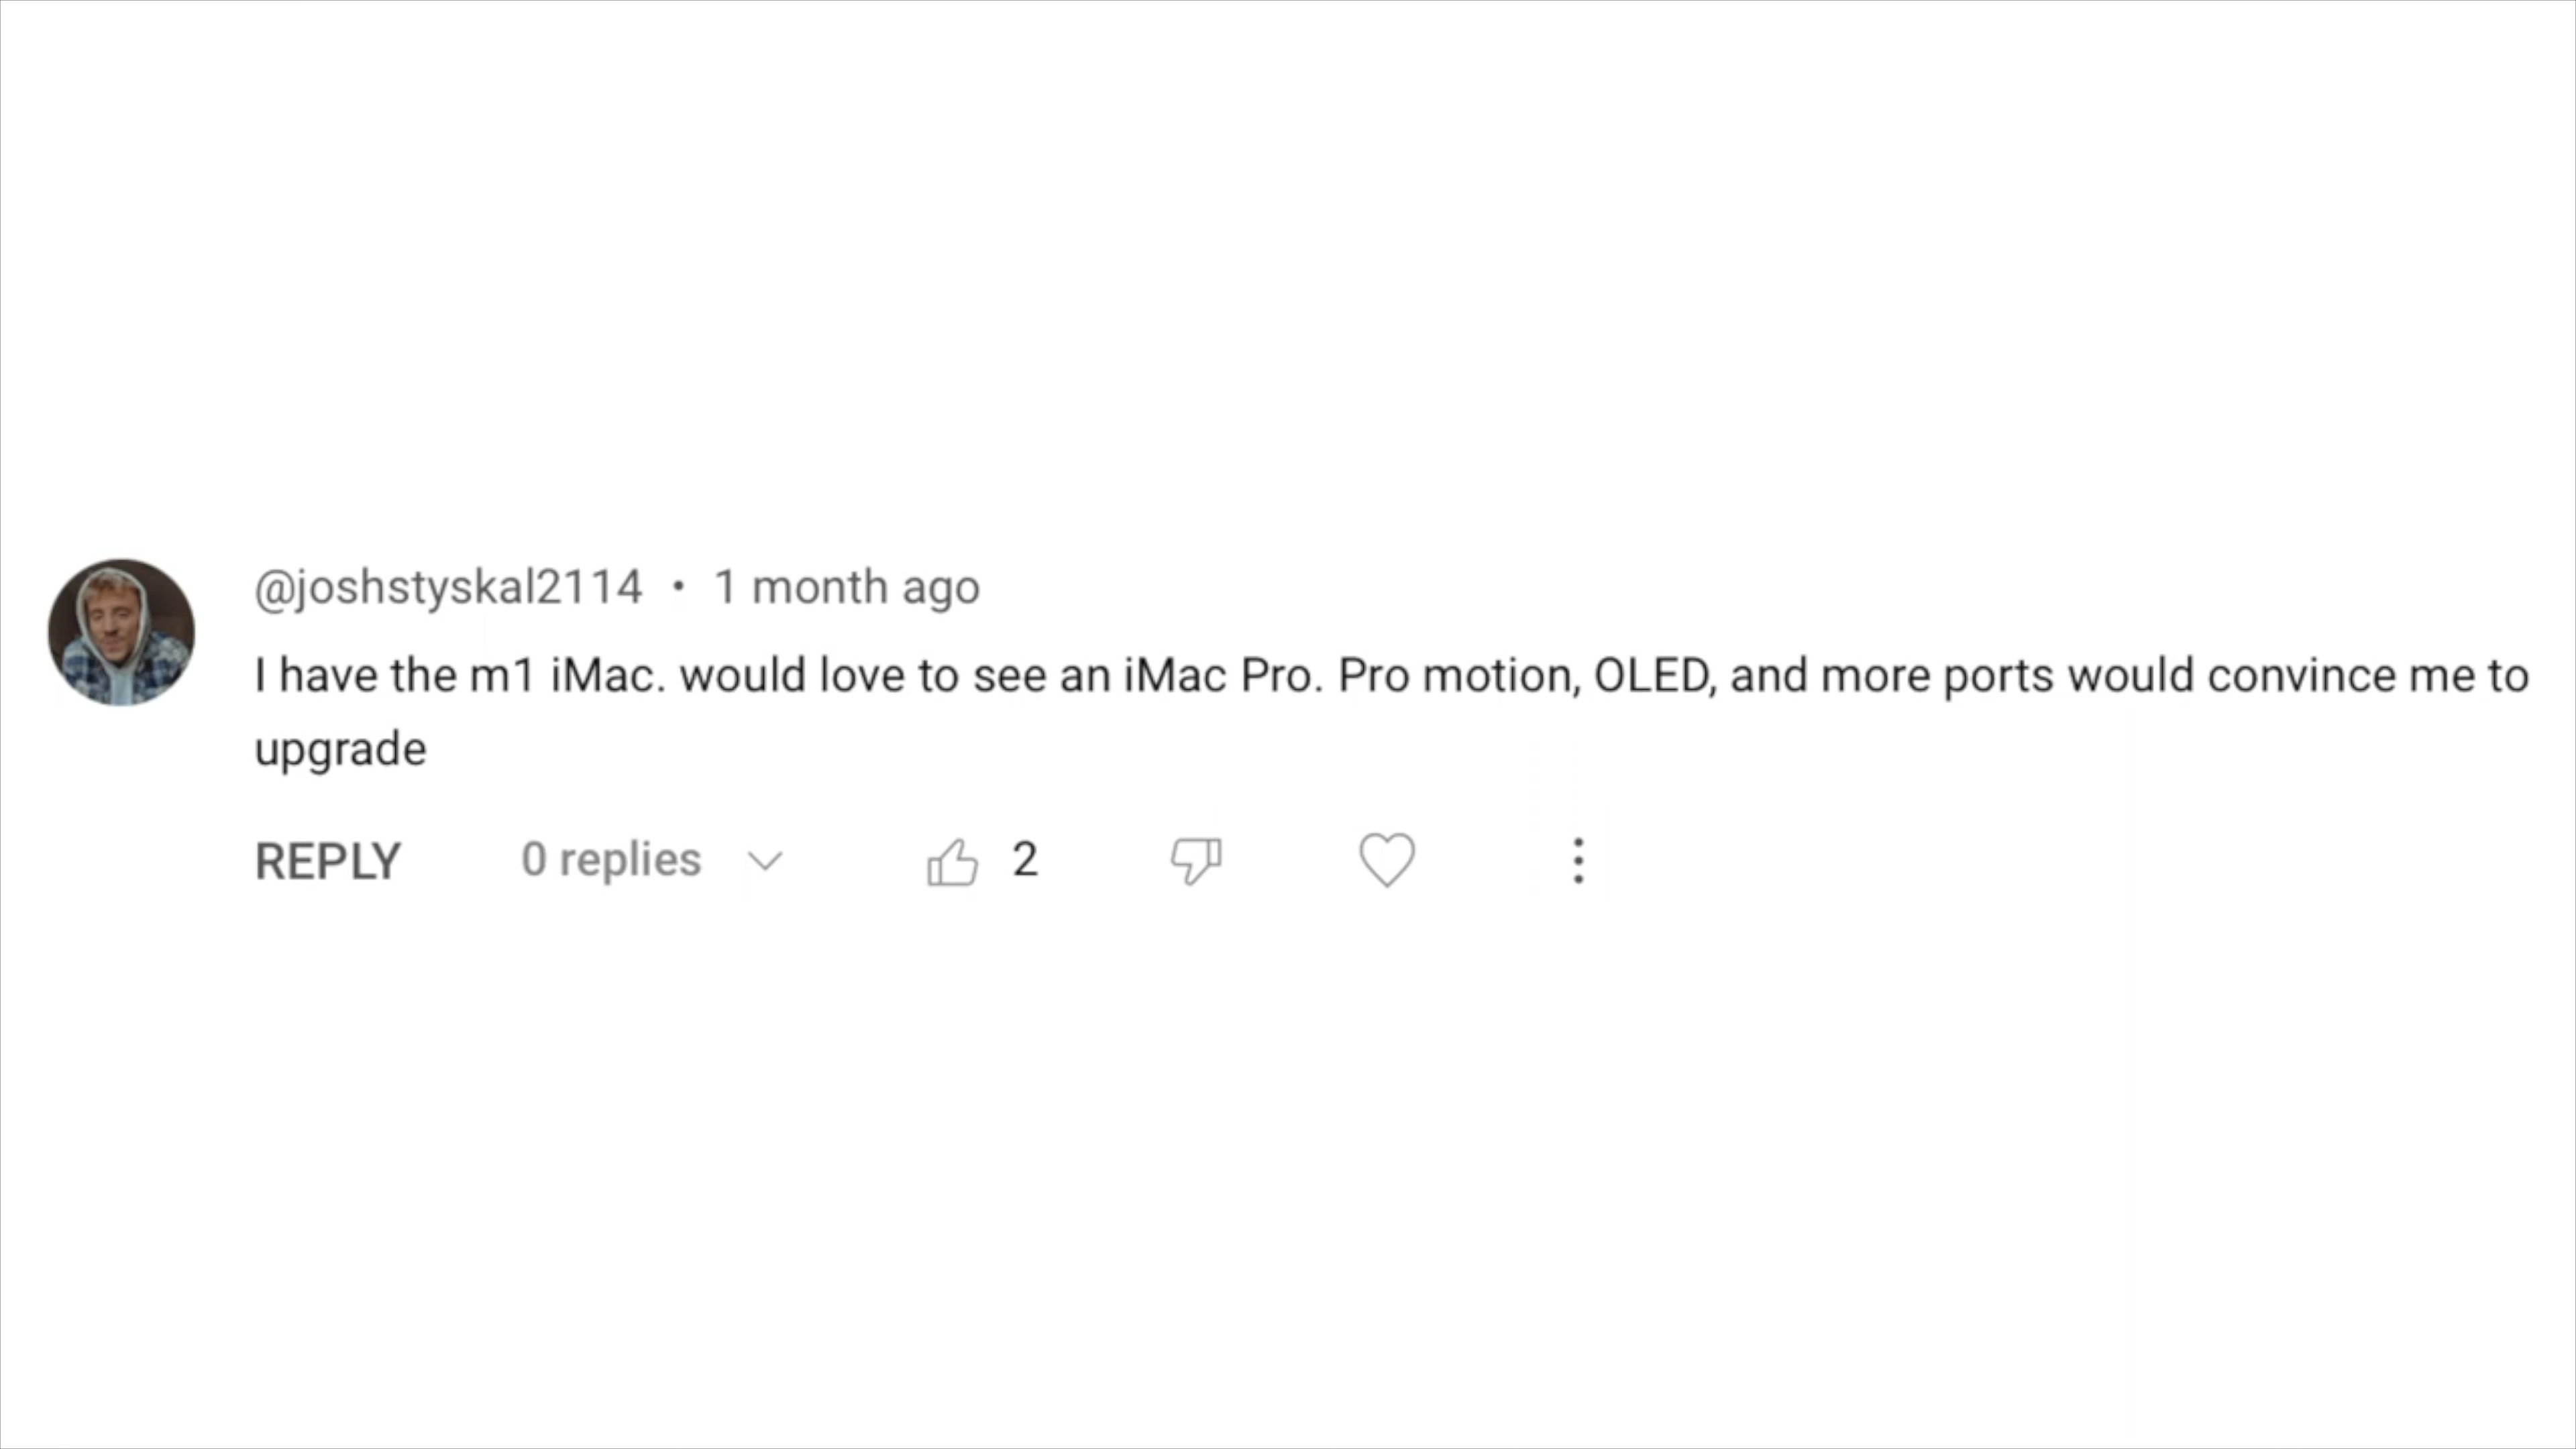 @joshstyskal2114 • 1 month ago
I have the m1 iMac. would love to see an iMac Pro. Pro motion, OLED, and more ports would convince me to
upgrade
REPLY 0 replies 2